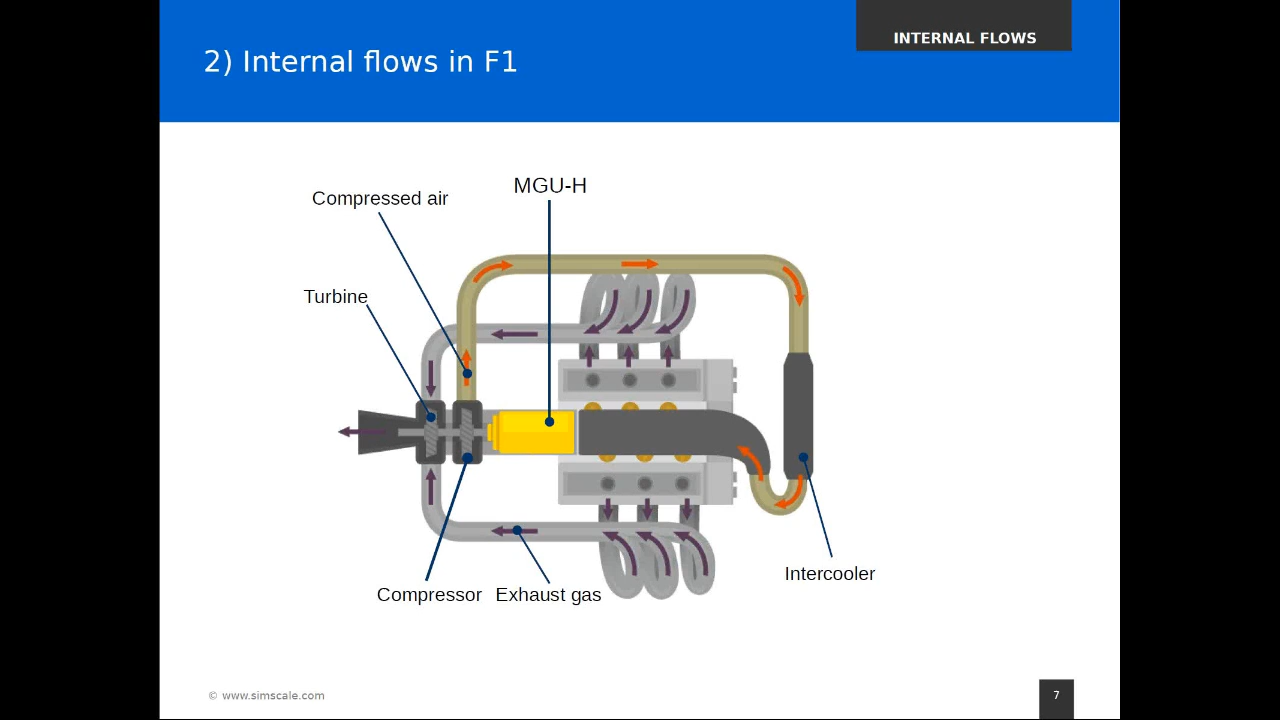 INTERNAL FLOWS
2) Internal flows in F1
MGU-H
Compressed air
Turbine
Intercooler
Compressor
Exhaust gas
© www.simscale.com
7